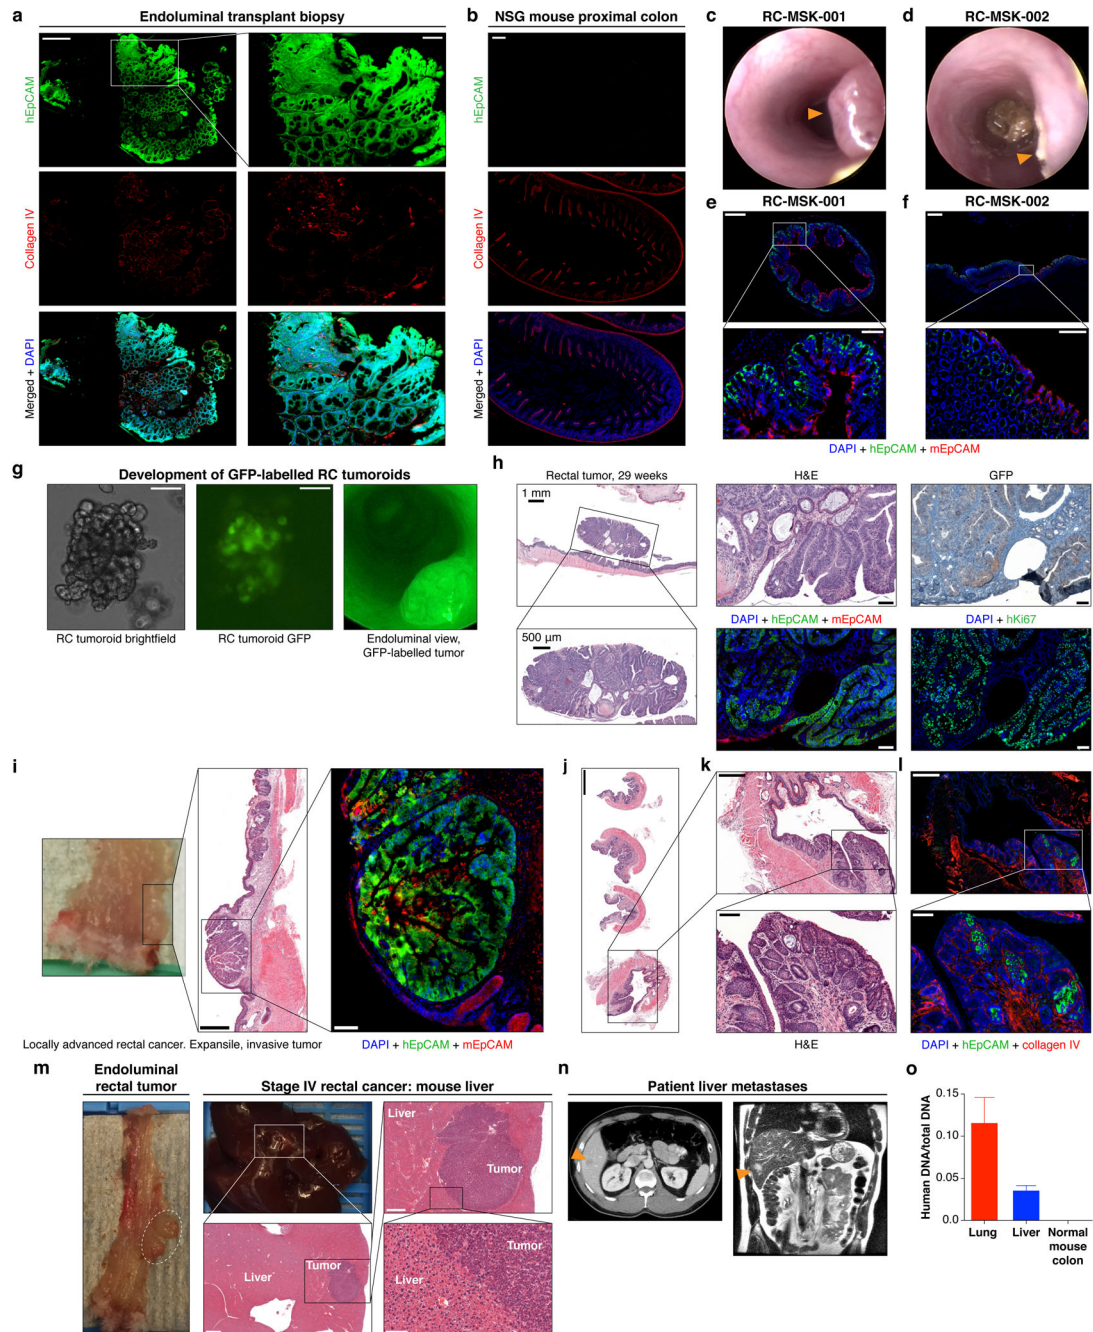 a
Endoluminal transplant biopsy
hEpCAM
Collagen IV
Merged + DAPI
b
NSG mouse proximal colon
hEpCAM
Collagen IV
Merged + DAPI
c
RC-MSK-001
d
RC-MSK-002
e
RC-MSK-001
f
RC-MSK-002
DAPI + hEpCAM + mEpCAM
g
Development of GFP-labelled RC tumoroids
RC tumoroid brightfield
RC tumoroid GFP
Endoluminal view,
GFP-labelled tumor
h
Rectal tumor, 29 weeks
1 mm
500 μm
H&E
GFP
DAPI + hEpCAM + mEpCAM
DAPI + hKi67
i
Locally advanced rectal cancer. Expansile, invasive tumor
DAPI + hEpCAM + mEpCAM
j
k
H&E
l
DAPI + hEpCAM + collagen IV
m
Endoluminal
rectal tumor
Stage IV rectal cancer: mouse liver
Liver
Tumor
Liver
Tumor
Tumor
Liver
n
Patient liver metastases
o
Human DNA/total DNA
0.15
0.10
0.05
0.00
Lung
Liver
Normal
mouse
colon